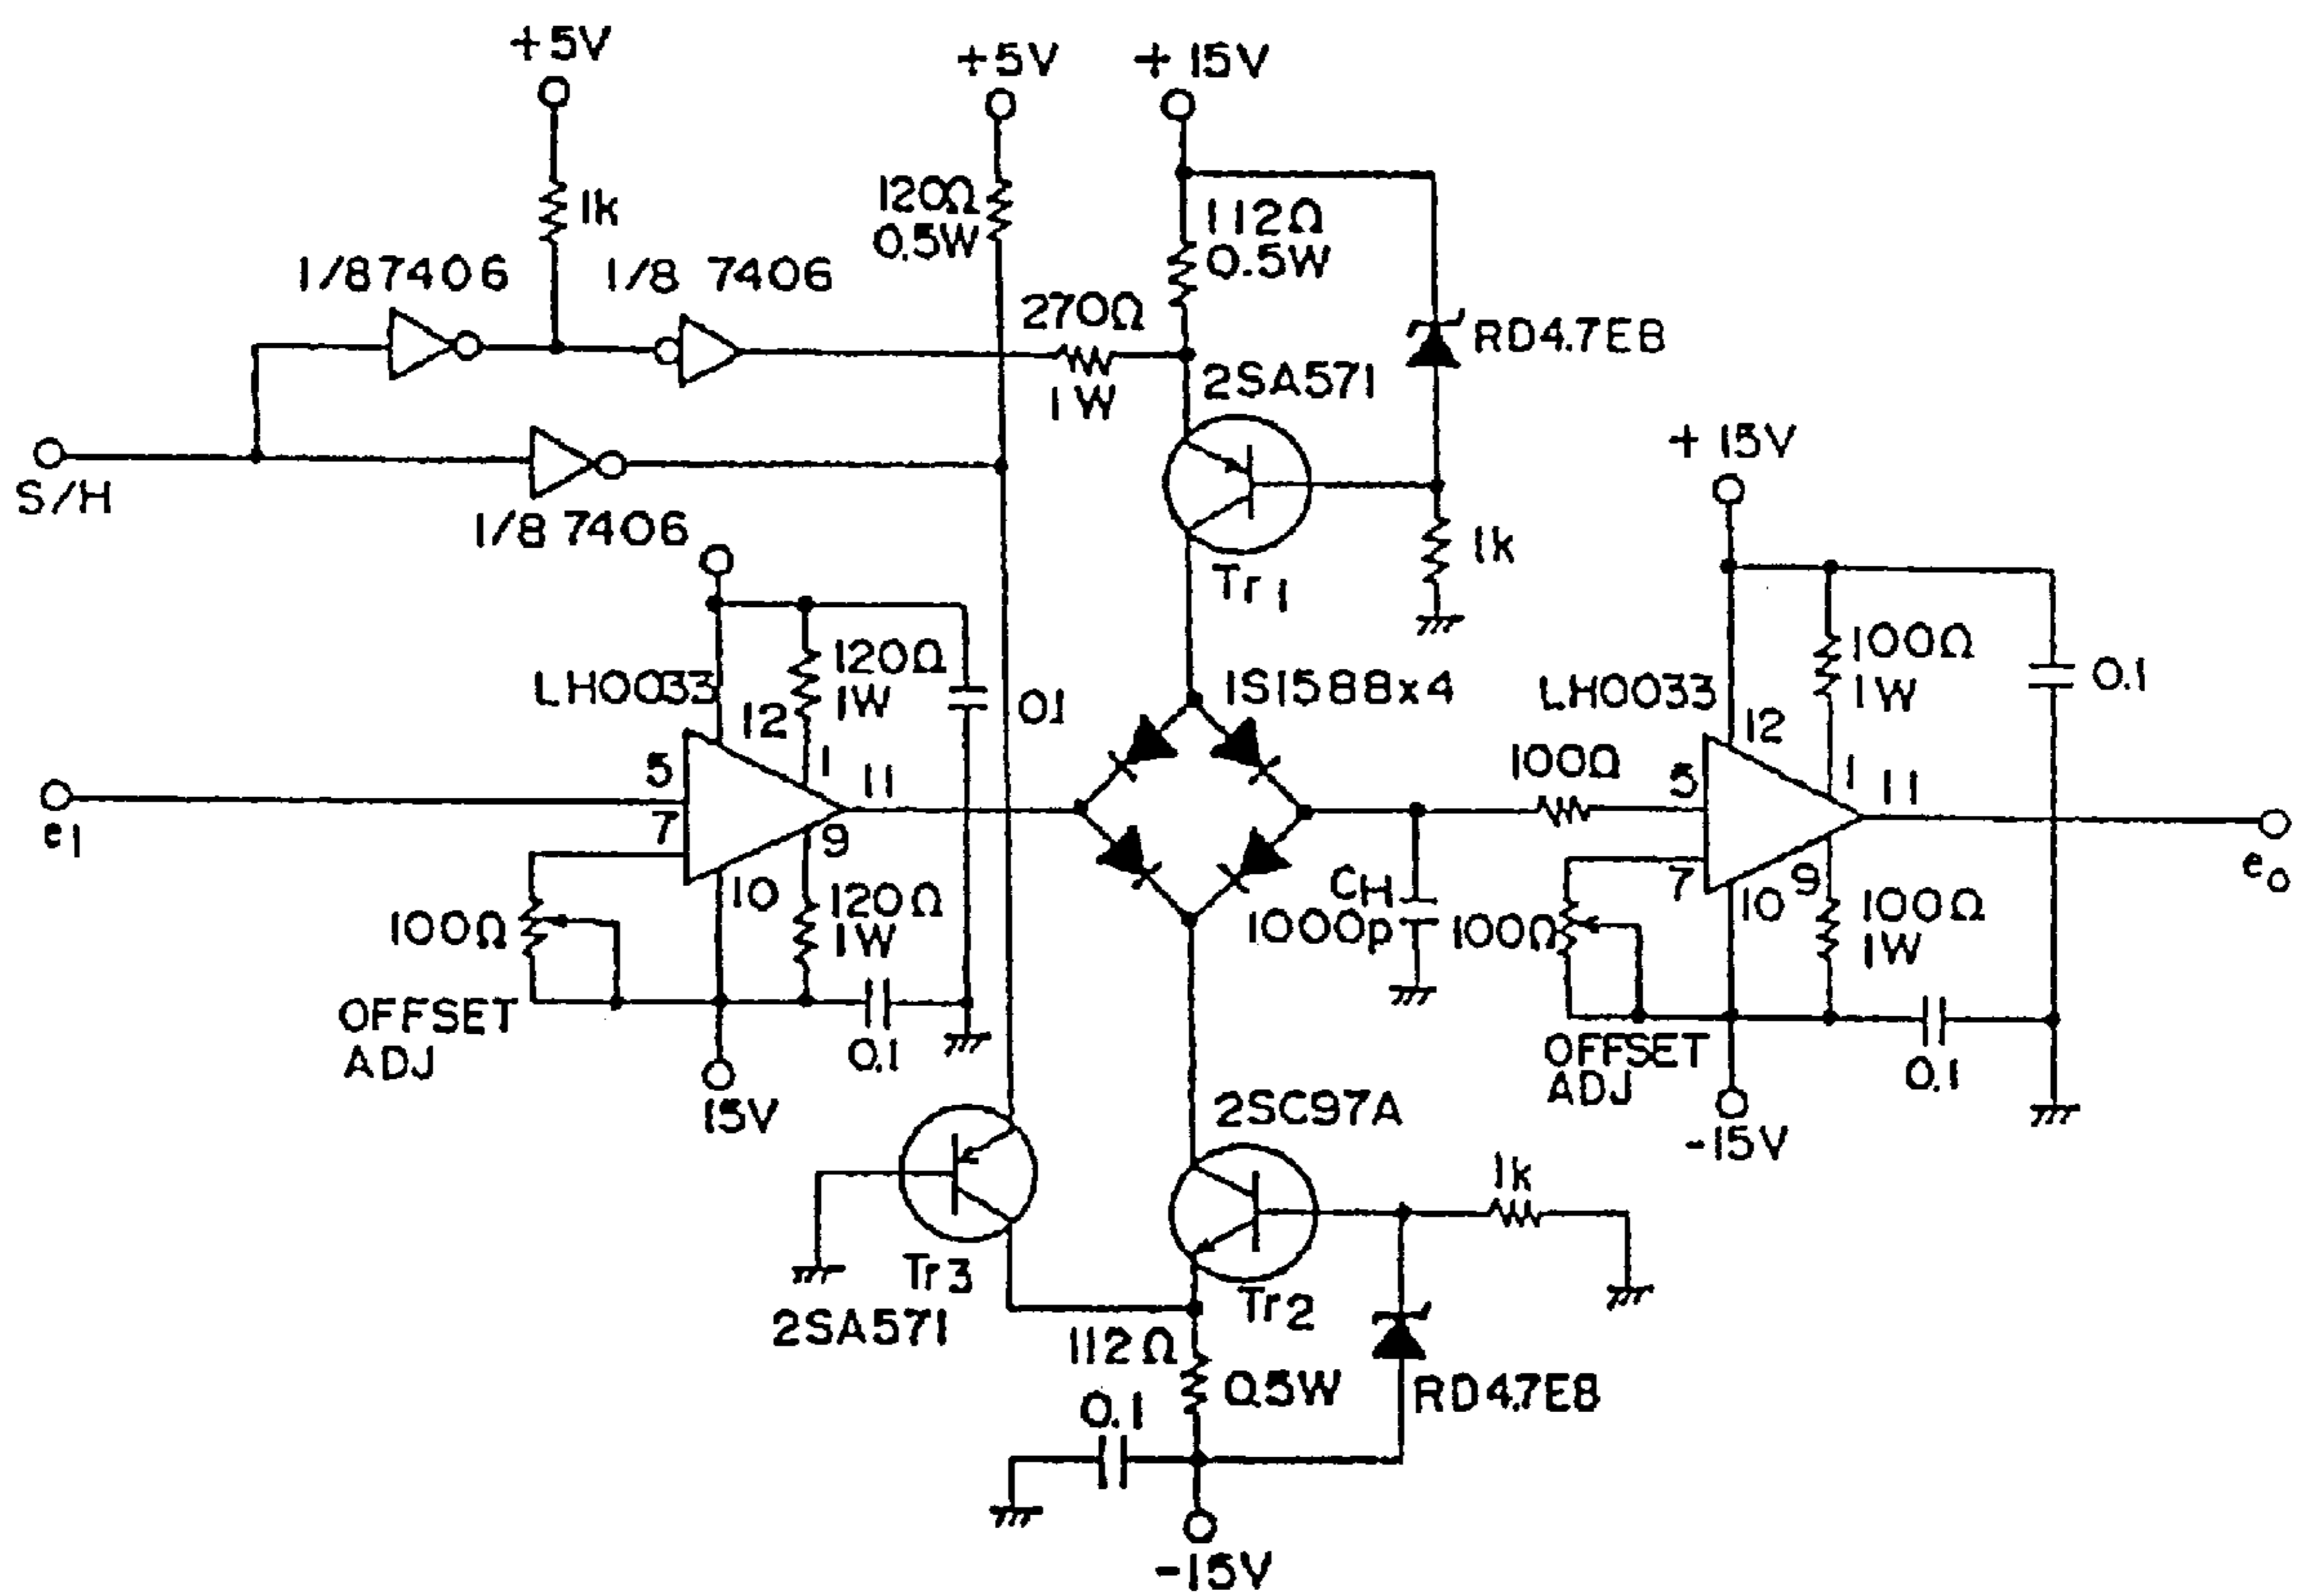 +5V
+5V
+15V
120Ω
0.5W
1k
112Ω
0.5W
1/87406
1/8 7406
270Ω
1W
RD4.7EB
2SA571
S/H
1/8 7406
+15V
1k
Tr1
LH0033
120Ω
1W
0.1
12
1
11
5
7
9
10
e1
1S1588x4
LH0033
100Ω
1W
0.1
12
100Ω
5
1
11
7
9
10
eo
100Ω
120Ω
1W
CH
1000p
100Ω
100Ω
1W
OFFSET
ADJ
0.1
15V
OFFSET
ADJ
0.1
-15V
2SC97A
1k
Tr3
2SA571
Tr2
112Ω
0.5W
RD4.7EB
0.1
-15V